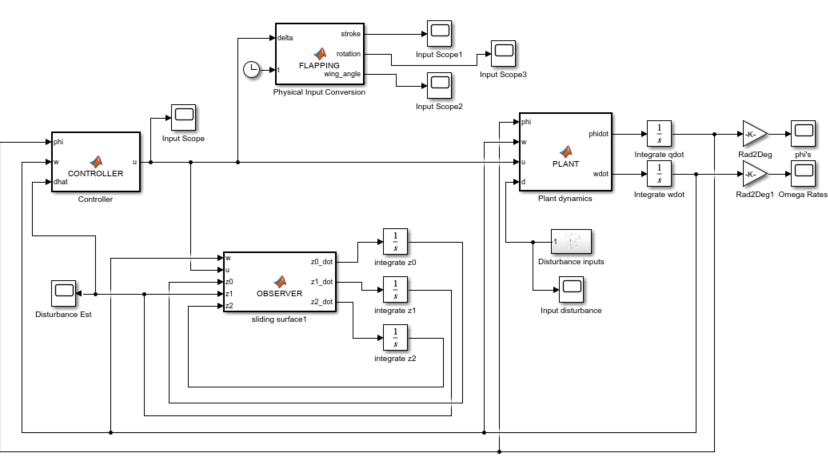 delta
t
FLAPPING
stroke
rotation
wing_angle
Physical Input Conversion
Input Scope1
Input Scope3
Input Scope2
Input Scope
phi
w
dhat
CONTROLLER
u
Controller
phi
w
u
d
PLANT
phidot
wdot
Plant dynamics
1
s
Integrate qdot
1
s
Integrate wdot
-K-
Rad2Deg
-K-
Rad2Deg1
phi's
Omega Rates
1
Disturbance inputs
Input disturbance
Disturbance Est
w
u
z0
z1
z2
OBSERVER
z0_dot
z1_dot
z2_dot
sliding surface1
1
s
integrate z0
1
s
integrate z1
1
s
integrate z2